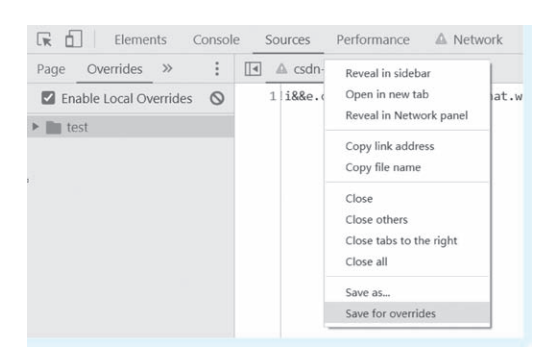 Elements Console Sources Performance Network
Page Overrides » csdn-
Enable Local Overrides
test
1 !i&&e.
at.w
Reveal in sidebar
Open in new tab
Reveal in Network panel
Copy link address
Copy file name
Close
Close others
Close tabs to the right
Close all
Save as...
Save for overrides